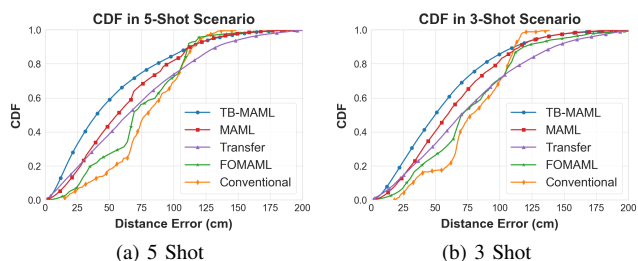 CDF in 5-Shot Scenario
CDF
1.0
0.8
0.6
0.4
0.2
0.0
TB-MAML
MAML
Transfer
FOMAML
Conventional
0 25 50 75 100 125 150 175 200
Distance Error (cm)
(a) 5 Shot
CDF in 3-Shot Scenario
CDF
1.0
0.8
0.6
0.4
0.2
0.0
TB-MAML
MAML
Transfer
FOMAML
Conventional
0 25 50 75 100 125 150 175 200
Distance Error (cm)
(b) 3 Shot